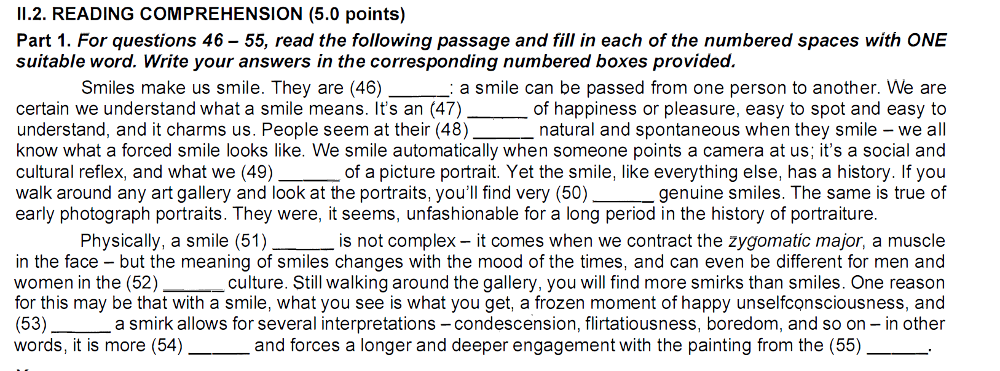 II.2. READING COMPREHENSION (5.0 points)
Part 1. For questions 46 – 55, read the following passage and fill in each of the numbered spaces with ONE
suitable word. Write your answers in the corresponding numbered boxes provided.
Smiles make us smile. They are (46) ______: a smile can be passed from one person to another. We are
certain we understand what a smile means. It's an (47) ______ of happiness or pleasure, easy to spot and easy to
understand, and it charms us. People seem at their (48) ______ natural and spontaneous when they smile – we all
know what a forced smile looks like. We smile automatically when someone points a camera at us; it's a social and
cultural reflex, and what we (49) ______ of a picture portrait. Yet the smile, like everything else, has a history. If you
walk around any art gallery and look at the portraits, you'll find very (50) ______ genuine smiles. The same is true of
early photograph portraits. They were, it seems, unfashionable for a long period in the history of portraiture.
Physically, a smile (51) ______ is not complex – it comes when we contract the zygomatic major, a muscle
in the face – but the meaning of smiles changes with the mood of the times, and can even be different for men and
women in the (52) ______ culture. Still walking around the gallery, you will find more smirks than smiles. One reason
for this may be that with a smile, what you see is what you get, a frozen moment of happy unselfconsciousness, and
(53) ______ a smirk allows for several interpretations – condescension, flirtatiousness, boredom, and so on – in other
words, it is more (54) ______ and forces a longer and deeper engagement with the painting from the (55) ______.